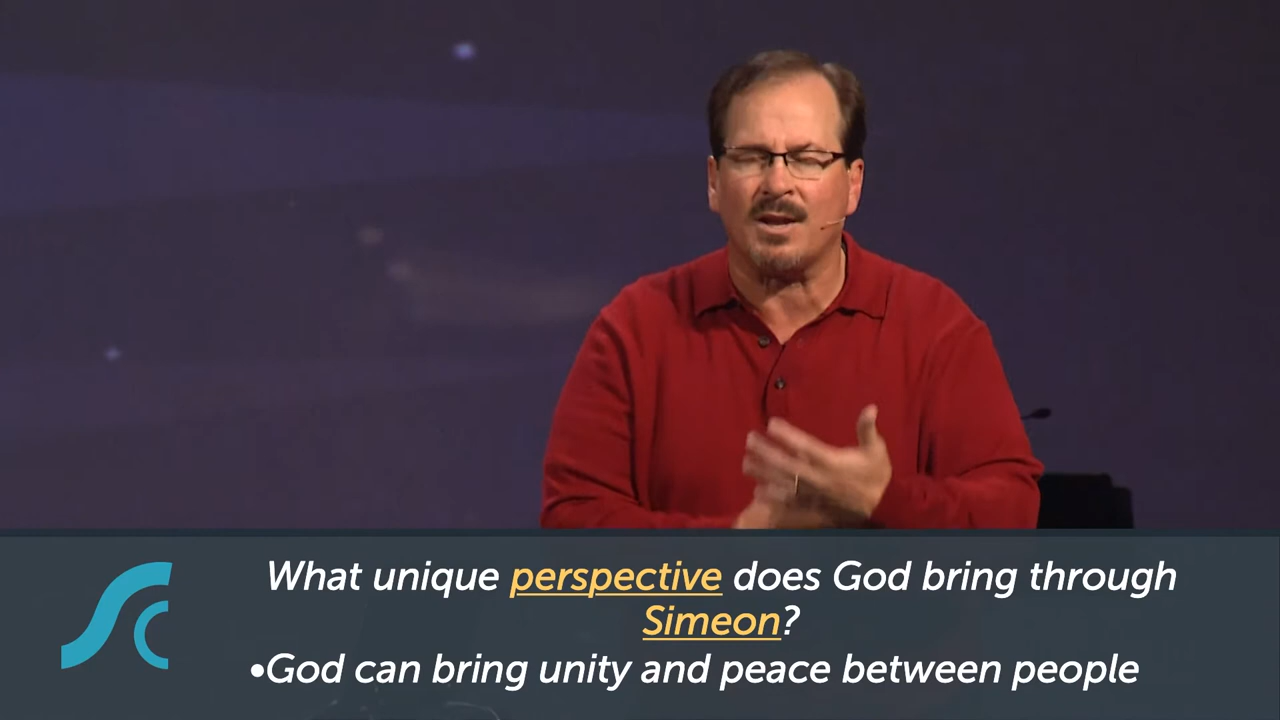 What unique perspective does God bring through
Simeon?
•God can bring unity and peace between people